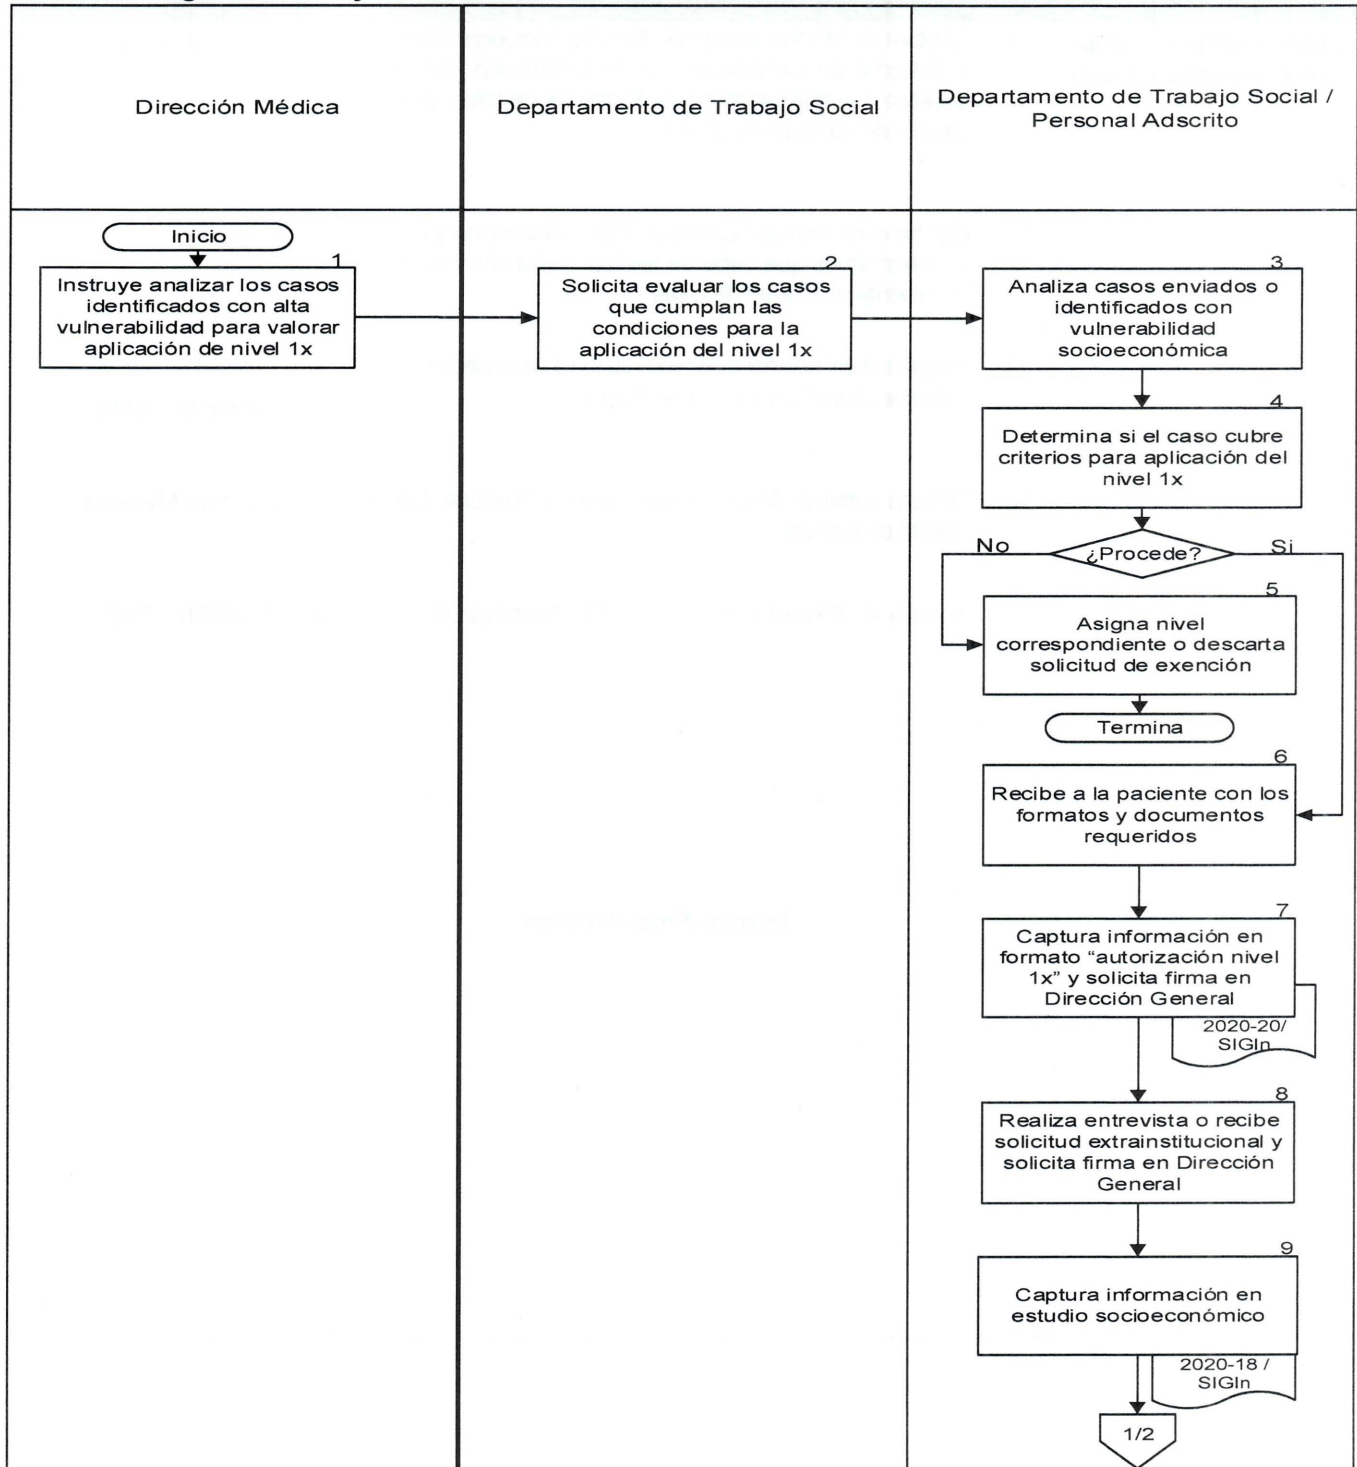 Dirección Médica
Departamento de Trabajo Social
Departamento de Trabajo Social /
Personal Adscrito
Inicio
1
Instruye analizar los casos
identificados con alta
vulnerabilidad para valorar
aplicación de nivel 1x
2
Solicita evaluar los casos
que cumplan las
condiciones para la
aplicación del nivel 1x
3
Analiza casos enviados o
identificados con
vulnerabilidad
socioeconómica
4
Determina si el caso cubre
criterios para aplicación del
nivel 1x
No
¿Procede?
Si
5
Asigna nivel
correspondiente o descarta
solicitud de exención
Termina
6
Recibe a la paciente con los
formatos y documentos
requeridos
7
Captura información en
formato “autorización nivel
1x” y solicita firma en
Dirección General
2020-20/
SIGIn
8
Realiza entrevista o recibe
solicitud extrainstitucional y
solicita firma en Dirección
General
9
Captura información en
estudio socioeconómico
2020-18 /
SIGIn
1/2